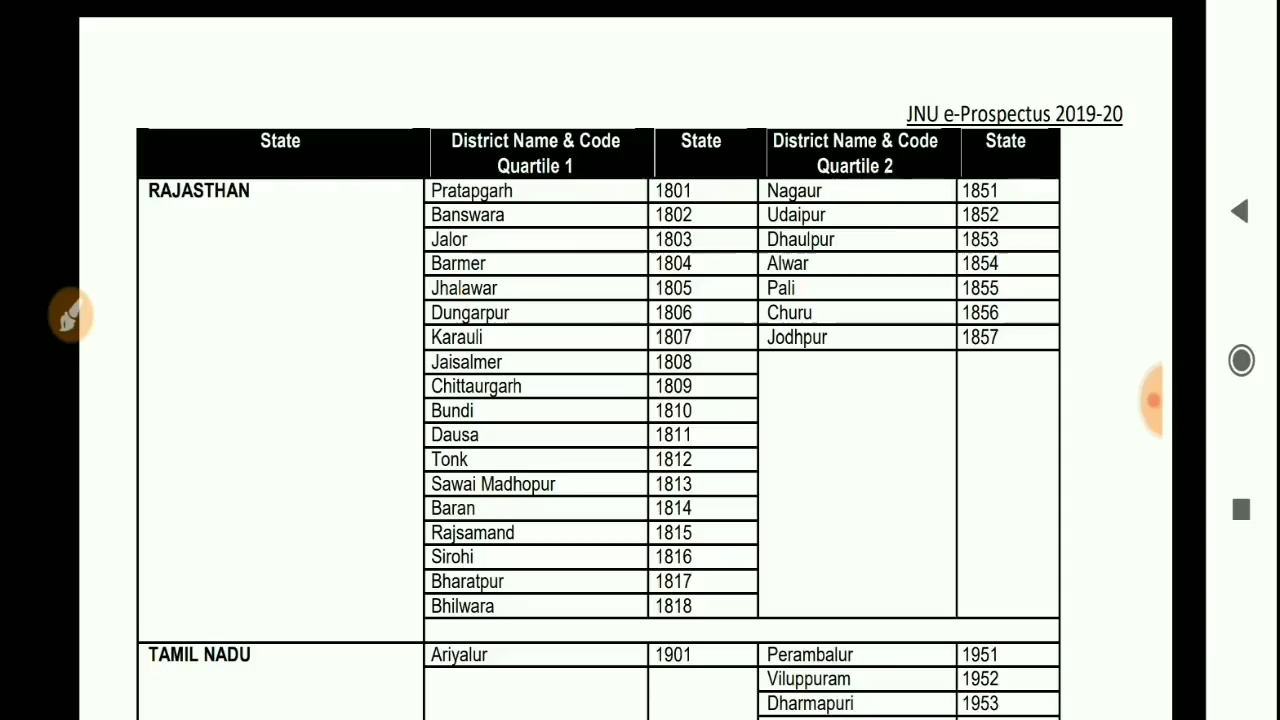 JNU e-Prospectus 2019-20
State District Name & Code Quartile 1 State District Name & Code Quartile 2 State
RAJASTHAN Pratapgarh 1801 Nagaur 1851
Banswara 1802 Udaipur 1852
Jalor 1803 Dhaulpur 1853
Barmer 1804 Alwar 1854
Jhalawar 1805 Pali 1855
Dungarpur 1806 Churu 1856
Karauli 1807 Jodhpur 1857
Jaisalmer 1808
Chittaurgarh 1809
Bundi 1810
Dausa 1811
Tonk 1812
Sawai Madhopur 1813
Baran 1814
Rajsamand 1815
Sirohi 1816
Bharatpur 1817
Bhilwara 1818
TAMIL NADU Ariyalur 1901 Perambalur 1951
Viluppuram 1952
Dharmapuri 1953